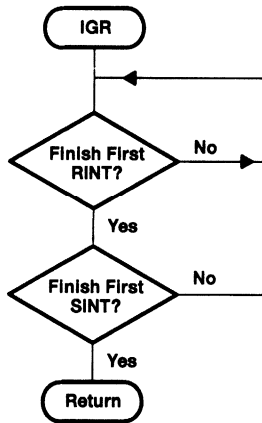 IGR
Finish First
RINT?
No
Yes
Finish First
SINT?
No
Yes
Return